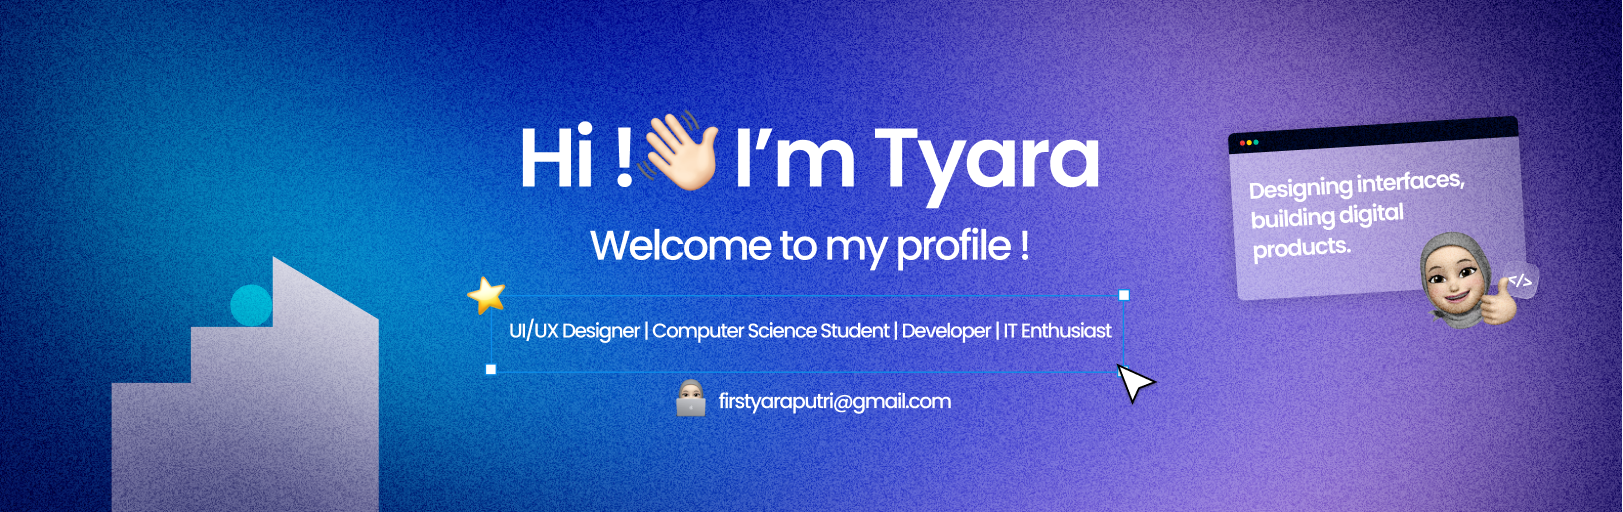 Hi !👋 I'm Tyara
Welcome to my profile !
UI/UX Designer | Computer Science Student | Developer | IT Enthusiast
firstyaraputri@gmail.com
Designing interfaces,
building digital
products.
</>